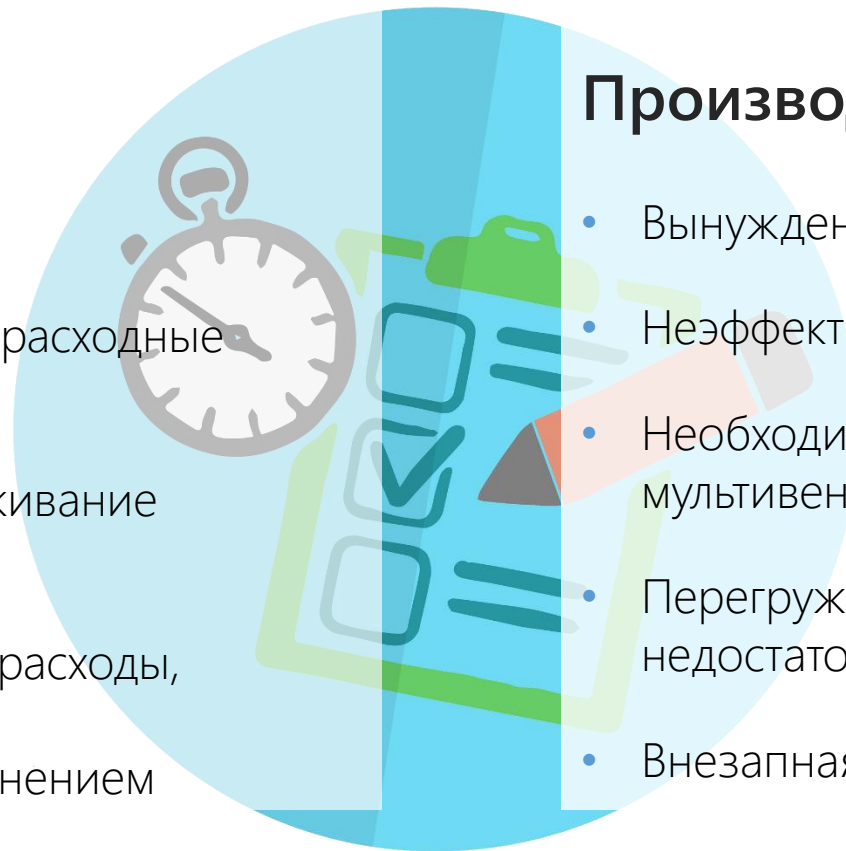 расходные
живание
расходы,
нением
Произво
• Вынужден
• Неэффект
• Необходи
мультивен
• Перегруж
недостато
• Внезапная